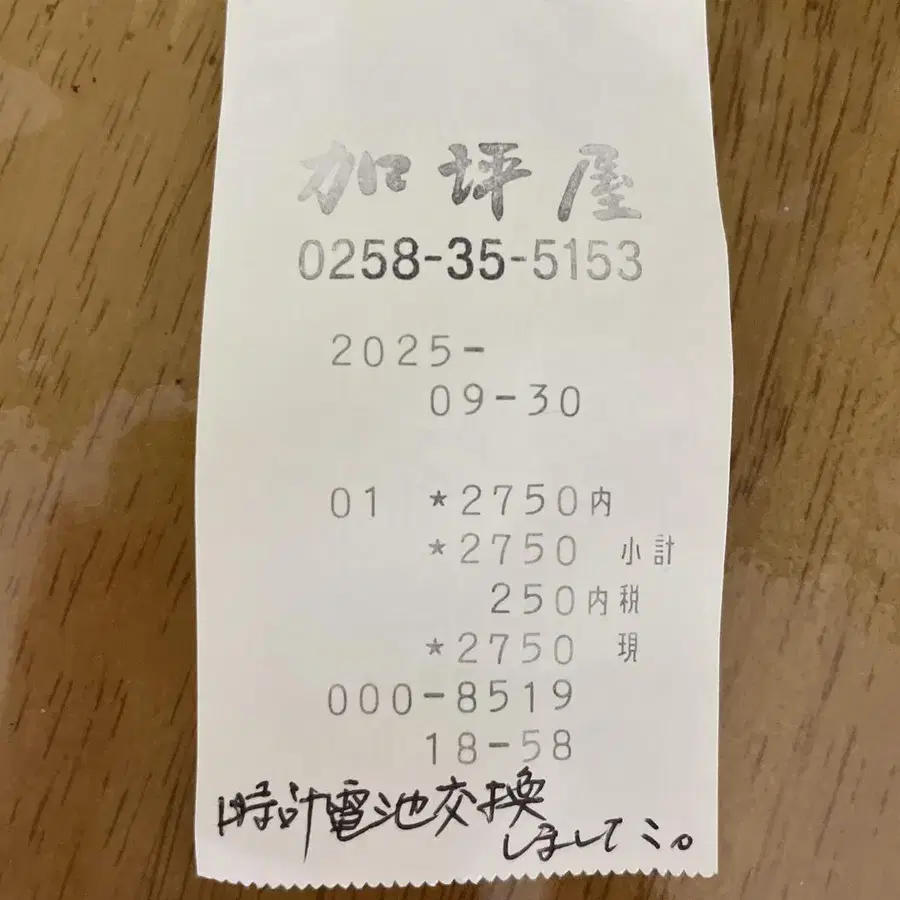 加坪屋
0258-35-5153
2025-
09-30
01 *2750内
*2750 小計
250内税
*2750 現
000-8519
18-58
時計電池交換
しました。